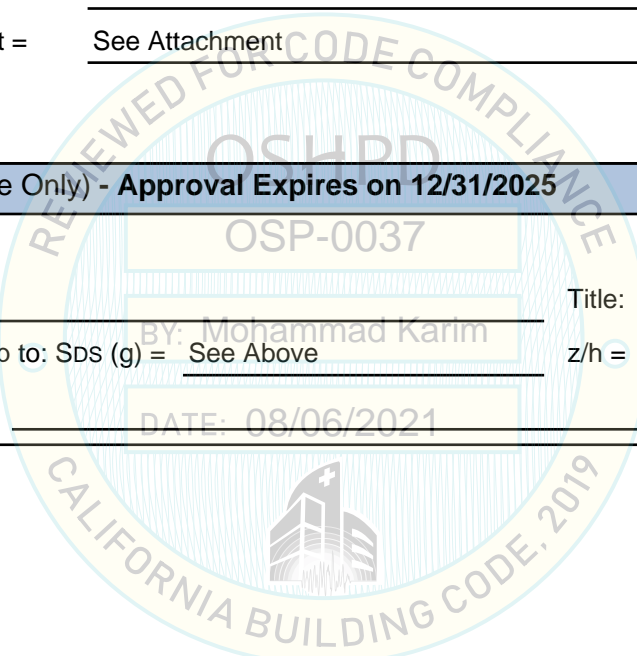 t = See Attachment
REVIEWED FOR CODE COMPLIANCE
OSHPD
e Only) - Approval Expires on 12/31/2025
OSP-0037
Title:
BY: Mohammad Karim
to: SDS (g) = See Above z/h =
DATE: 08/06/2021
CALIFORNIA BUILDING CODE, 2019